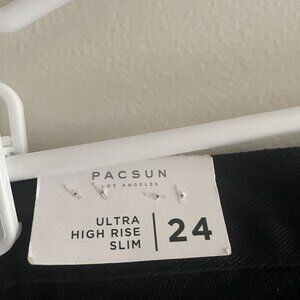 PACSUN
LOS ANGELES
ULTRA
HIGH RISE
SLIM
24